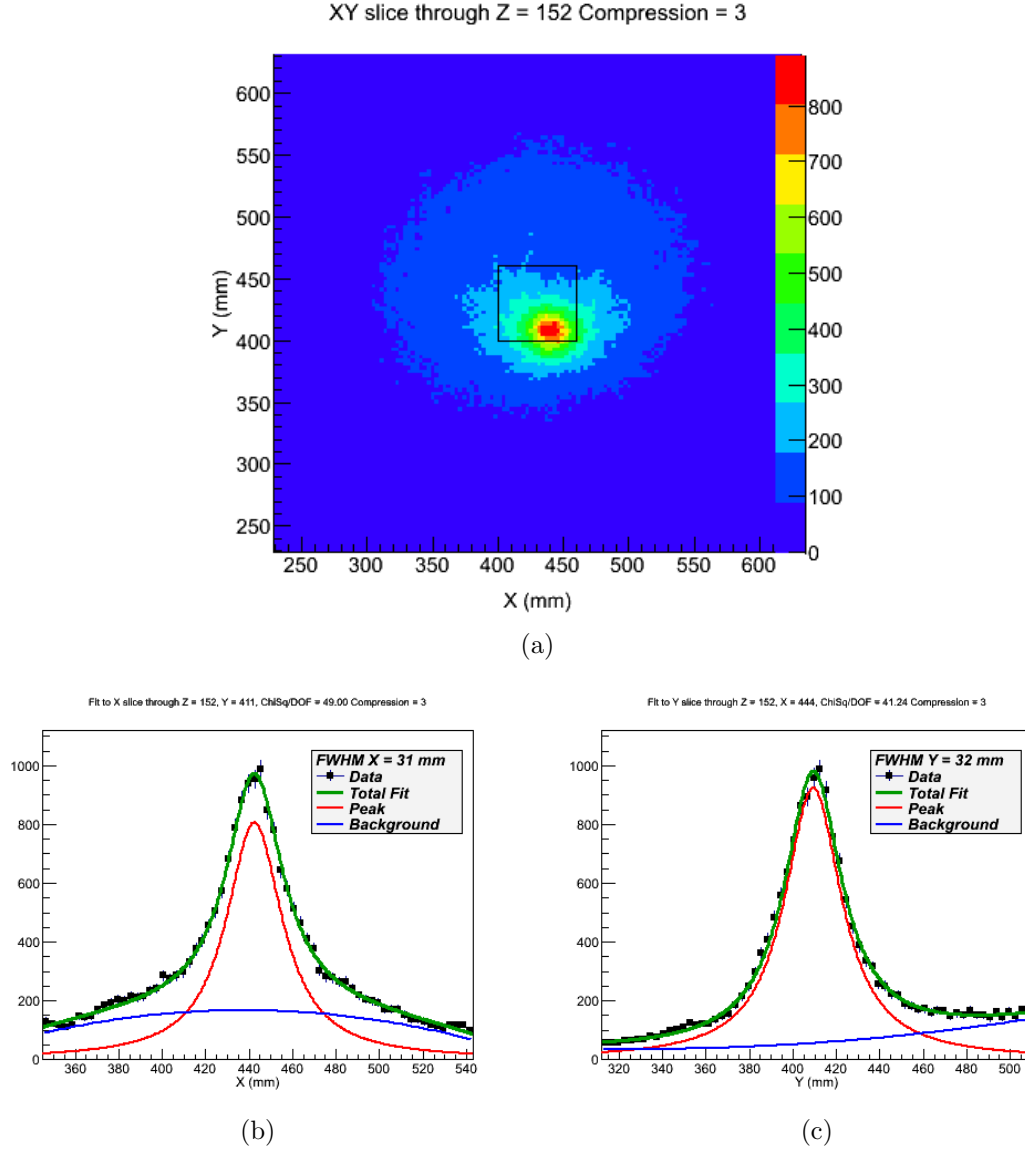 XY slice through Z = 152 Compression = 3
600
550
500
450
400
350
300
250
Y (mm)
250 300 350 400 450 500 550 600
X (mm)
800
700
600
500
400
300
200
100
0
(a)
Fit to X slice through Z = 152, Y = 411, ChiSq/DOF = 49.00 Compression = 3
1000
800
600
400
200
0
360 380 400 420 440 460 480 500 520 540
X (mm)
FWHM X = 31 mm
Data
Total Fit
Peak
Background
(b)
Fit to Y slice through Z = 152, X = 444, ChiSq/DOF = 41.24 Compression = 3
1000
800
600
400
200
0
320 340 360 380 400 420 440 460 480 500
Y (mm)
FWHM Y = 32 mm
Data
Total Fit
Peak
Background
(c)